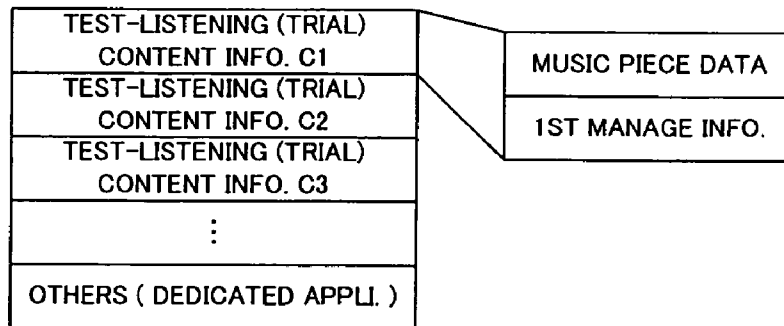 TEST-LISTENING (TRIAL)
CONTENT INFO. C1
TEST-LISTENING (TRIAL)
CONTENT INFO. C2
TEST-LISTENING (TRIAL)
CONTENT INFO. C3
⋮
OTHERS ( DEDICATED APPLI. )
MUSIC PIECE DATA
1ST MANAGE INFO.